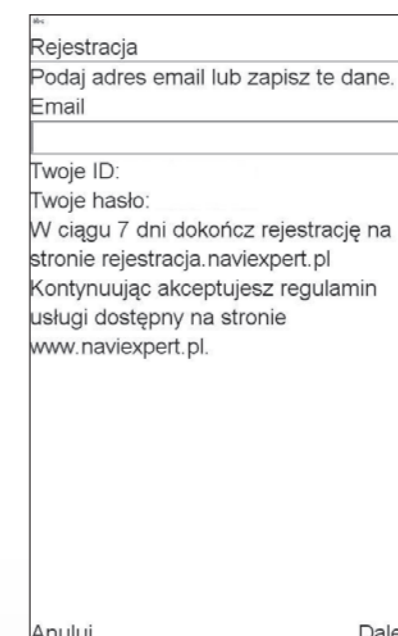 abc
Rejestracja
Podaj adres email lub zapisz te dane.
Email
Twoje ID:
Twoje hasło:
W ciągu 7 dni dokończ rejestrację na
stronie rejestracja.naviexpert.pl
Kontynuując akceptujesz regulamin
usługi dostępny na stronie
www.naviexpert.pl.
Anuluj